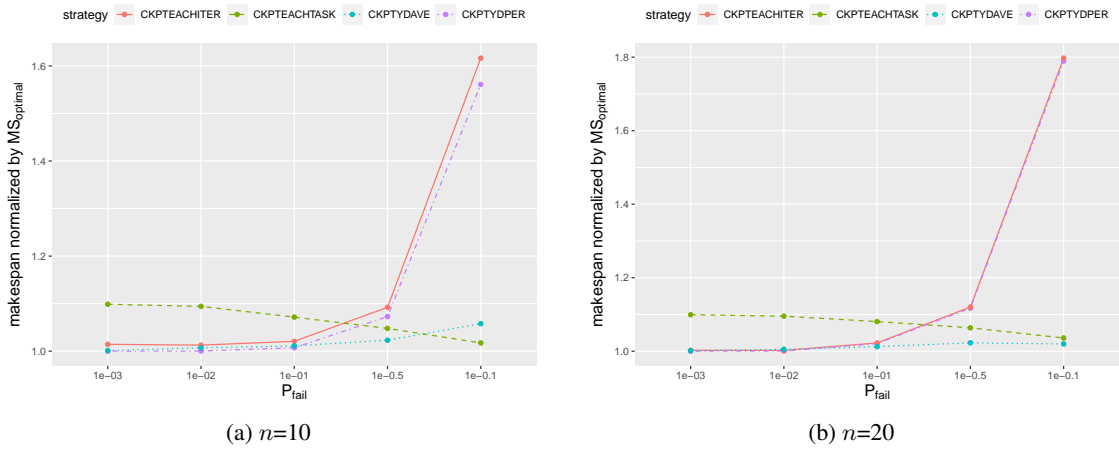 strategy CKPTEACHITER CKPTEACHTASK CKPTYDAVE CKPTYDPER
makespan normalized by MSoptimal
1.6
1.4
1.2
1.0
1e−03 1e−02 1e−01 1e−0.5 1e−0.1
Pfail
(a) n=10
strategy CKPTEACHITER CKPTEACHTASK CKPTYDAVE CKPTYDPER
makespan normalized by MSoptimal
1.8
1.6
1.4
1.2
1.0
1e−03 1e−02 1e−01 1e−0.5 1e−0.1
Pfail
(b) n=20